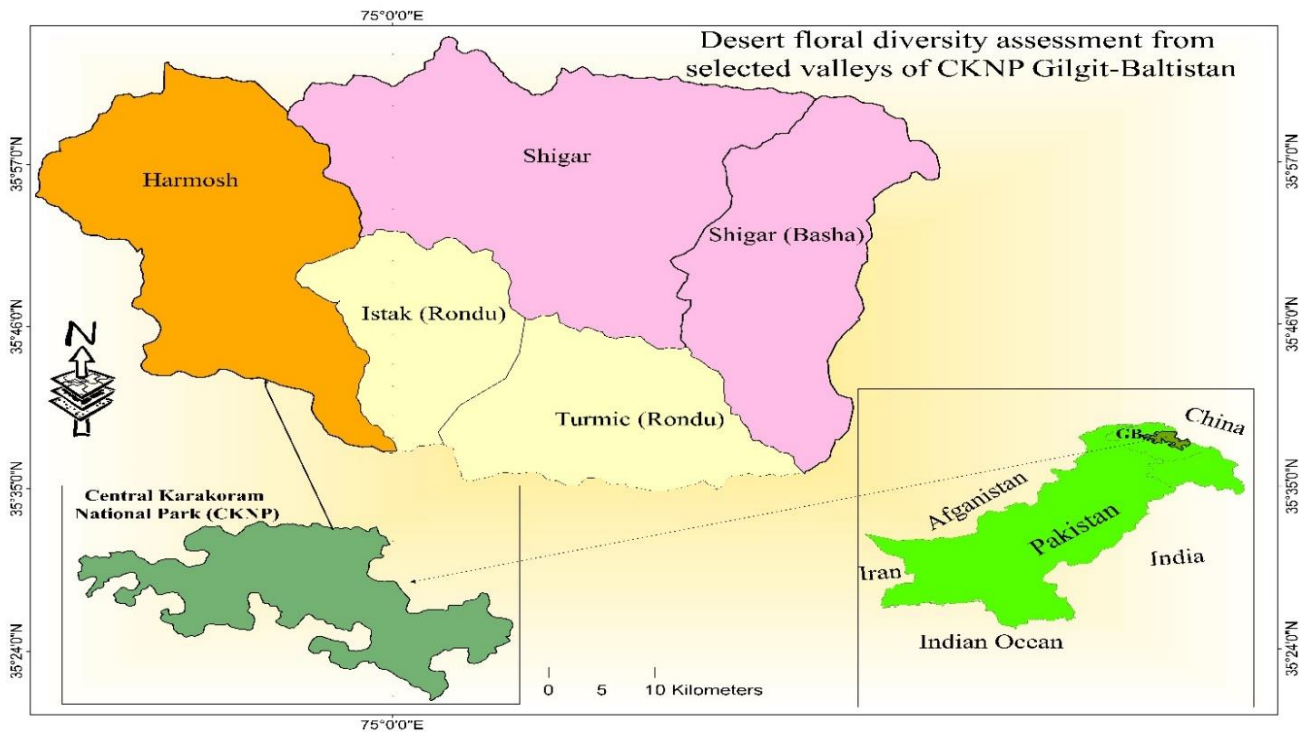 75°0'0"E
Desert floral diversity assessment from
selected valleys of CKNP Gilgit-Baltistan
35°57'0"N
35°57'0"N
Shigar
Harmosh
Shigar (Basha)
Istak (Rondu)
35°46'0"N
35°46'0"N
N
Turmic (Rondu)
China
GB
35°35'0"N
35°35'0"N
Central Karakoram
National Park (CKNP)
Afganistan
Pakistan
Iran
India
Indian Occan
35°24'0"N
35°24'0"N
0 5 10 Kilometers
75°0'0"E